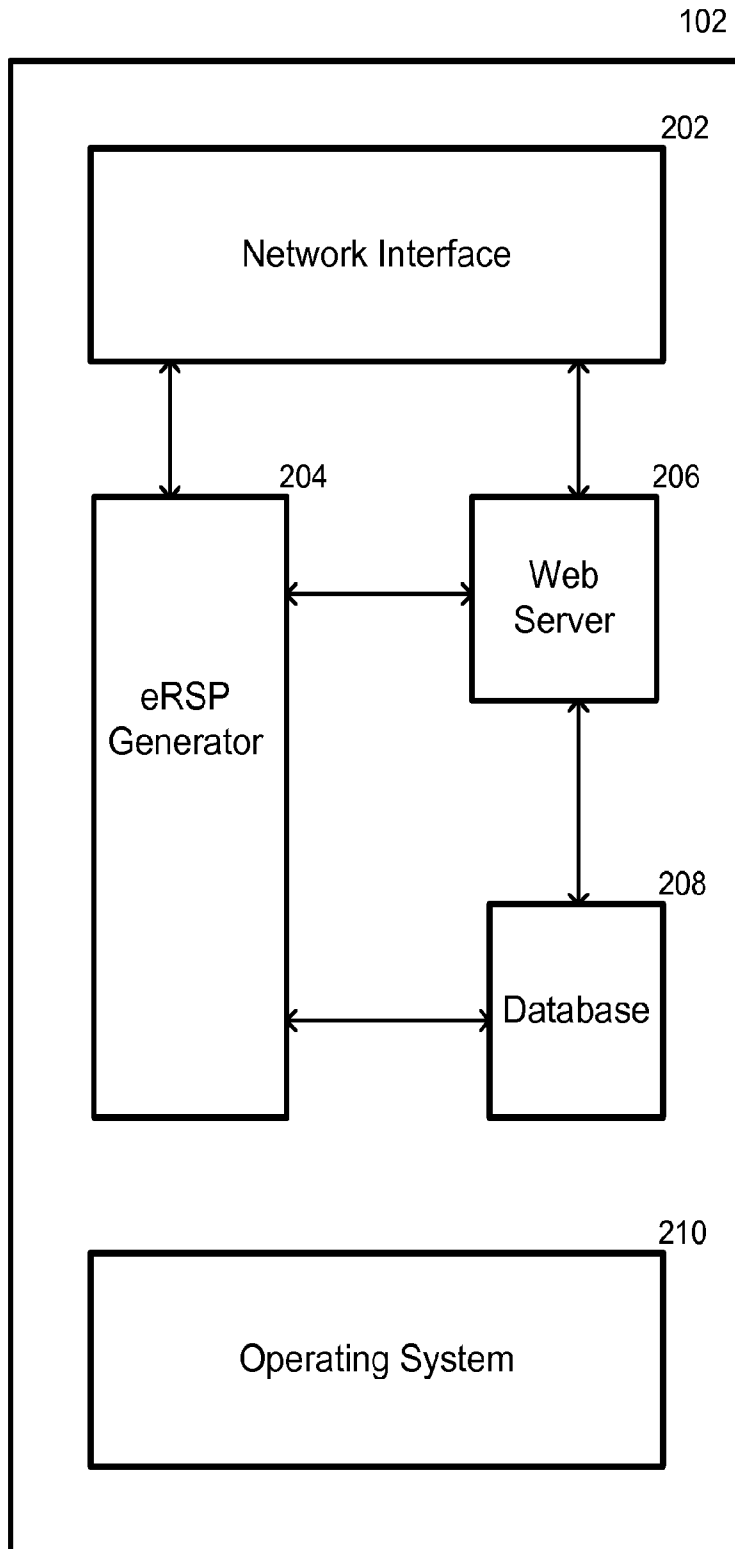 102
202
Network Interface
204
206
Web
Server
eRSP
Generator
208
Database
210
Operating System